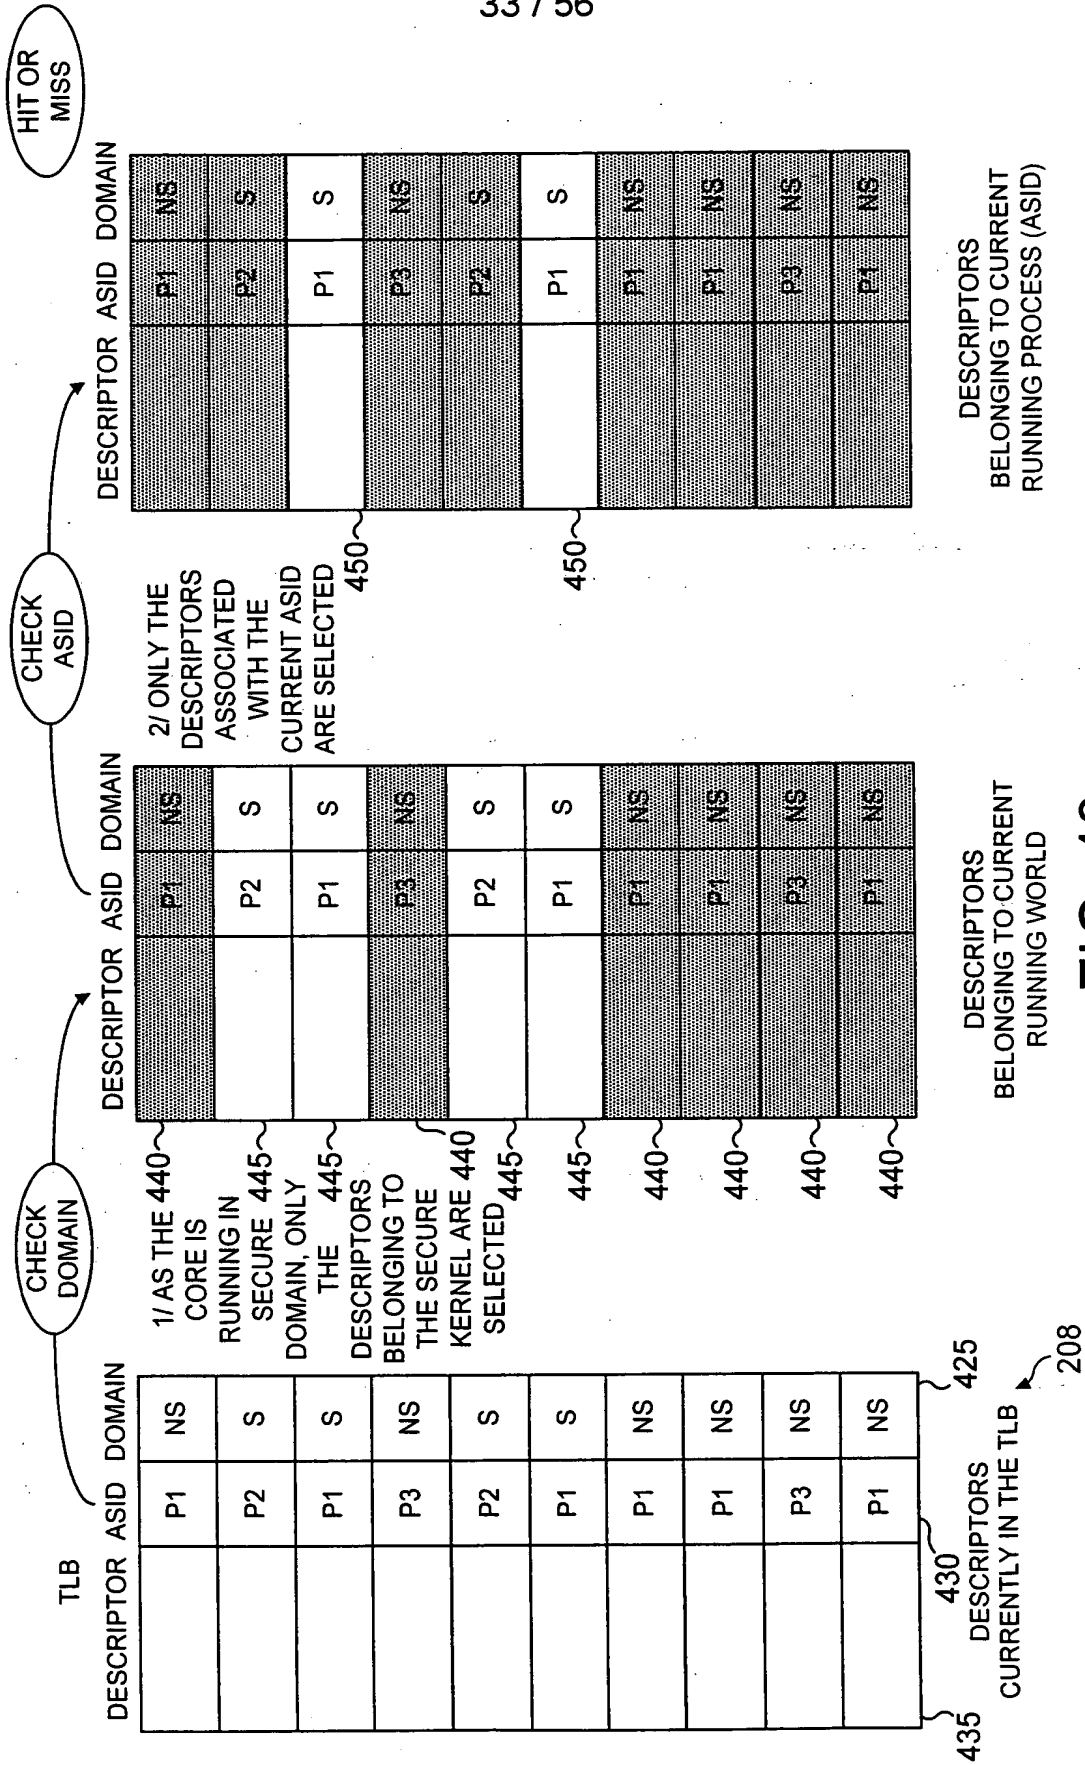 33 / 56
TLB
CHECK
DOMAIN
CHECK
ASID
HIT OR
MISS
DESCRIPTOR ASID DOMAIN
P1 NS
P2 S
P1 S
P3 NS
P2 S
P1 S
P1 NS
P1 NS
P3 NS
P1 NS
435
430
425
DESCRIPTORS
CURRENTLY IN THE TLB
208
1/ AS THE
CORE IS
RUNNING IN
SECURE
DOMAIN, ONLY
THE
DESCRIPTORS
BELONGING TO
THE SECURE
KERNEL ARE
SELECTED
440
445
445
440
445
445
440
440
440
440
DESCRIPTOR ASID DOMAIN
P1 NS
P2 S
P1 S
P3 NS
P2 S
P1 S
P1 NS
P1 NS
P3 NS
P1 NS
DESCRIPTORS
BELONGING TO CURRENT
RUNNING WORLD
2/ ONLY THE
DESCRIPTORS
ASSOCIATED
WITH THE
CURRENT ASID
ARE SELECTED
450
450
DESCRIPTOR ASID DOMAIN
P1 NS
P2 S
P1 S
P3 NS
P2 S
P1 S
P1 NS
P1 NS
P3 NS
P1 NS
DESCRIPTORS
BELONGING TO CURRENT
RUNNING PROCESS (ASID)